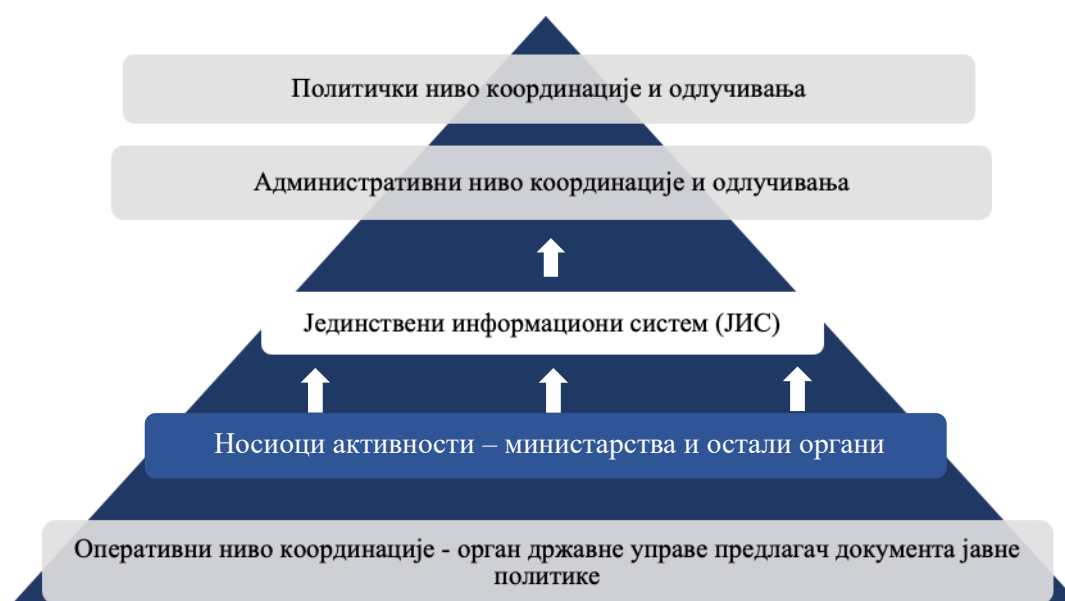 Политички ниво координације и одлучивања
Административни ниво координације и одлучивања
Јединствени информациони систем (ЈИС)
Носиоци активности – министарства и остали органи
Оперативни ниво координације - орган државне управе предлагач документа јавне
политике